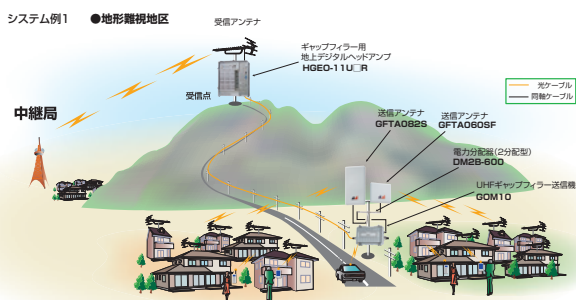 システム例1　●地形難視地区
受信アンテナ
ギャップフィラー用
地上デジタルヘッドアンプ
HGEO-11U□R
受信点
中継局
光ケーブル
同軸ケーブル
送信アンテナ
GFTA082S
送信アンテナ
GFTA060SF
電力分配器(2分配型)
DM2B-600
UHFギャップフィラー送信機
GOM10